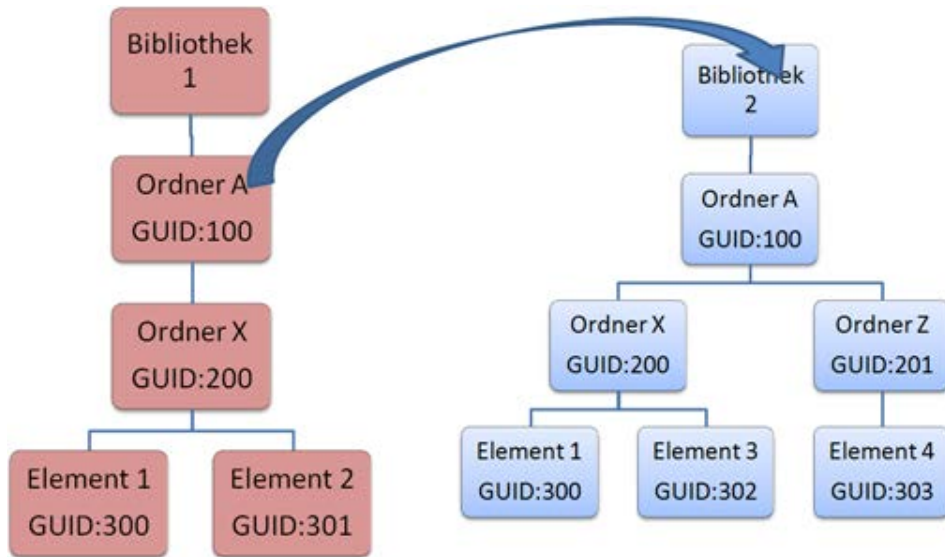 Bibliothek
1
Ordner A
GUID:100
Ordner X
GUID:200
Element 1
GUID:300
Element 2
GUID:301
Bibliothek
2
Ordner A
GUID:100
Ordner X
GUID:200
Ordner Z
GUID:201
Element 1
GUID:300
Element 3
GUID:302
Element 4
GUID:303